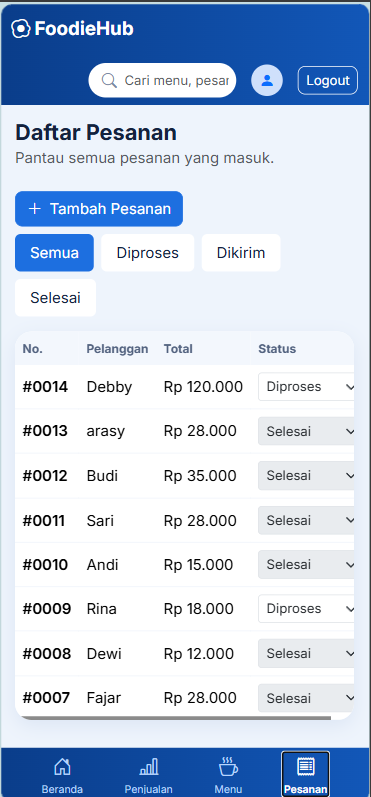 FoodieHub
Cari menu, pesar
Logout
Daftar Pesanan
Pantau semua pesanan yang masuk.
+ Tambah Pesanan
Semua Diproses Dikirim
Selesai
No. Pelanggan Total Status
#0014 Debby Rp 120.000 Diproses
#0013 arasy Rp 28.000 Selesai
#0012 Budi Rp 35.000 Selesai
#0011 Sari Rp 28.000 Selesai
#0010 Andi Rp 15.000 Selesai
#0009 Rina Rp 18.000 Diproses
#0008 Dewi Rp 12.000 Selesai
#0007 Fajar Rp 28.000 Selesai
Beranda Penjualan Menu Pesanan